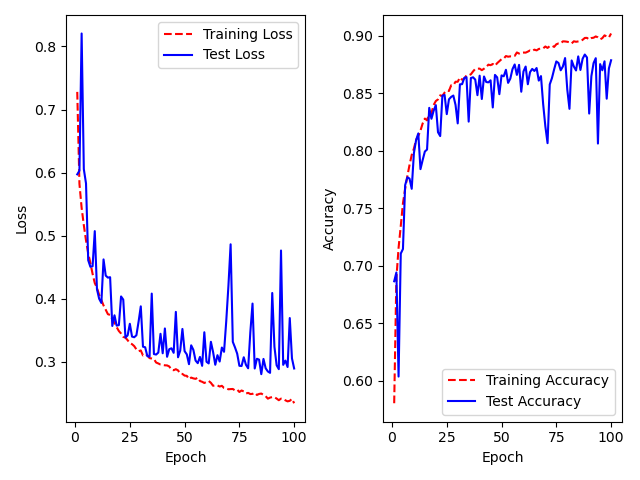 0.8
0.7
0.6
0.5
0.4
0.3
Loss
0 25 50 75 100
Epoch
Training Loss
Test Loss
0.90
0.85
0.80
0.75
0.70
0.65
0.60
Accuracy
0 25 50 75 100
Epoch
Training Accuracy
Test Accuracy